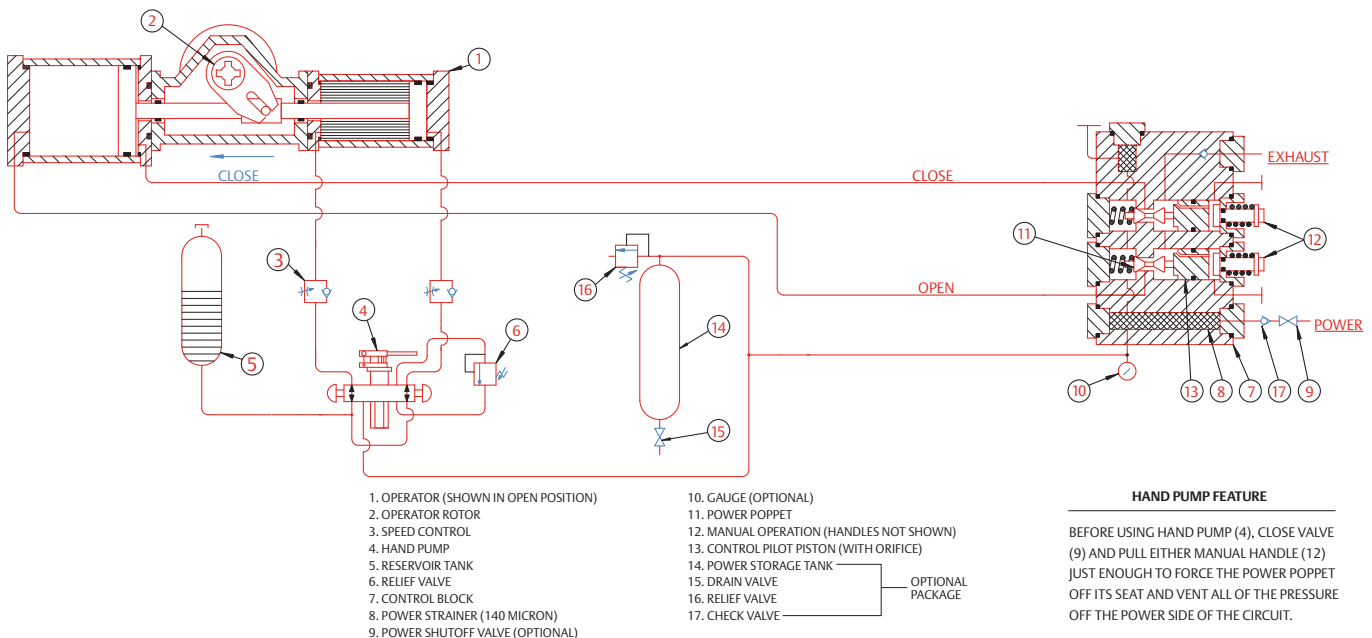 2
1
CLOSE
CLOSE
EXHAUST
12
11
3
16
OPEN
4
14
6
POWER
5
10
13
8
7
17
9
15
1. OPERATOR (SHOWN IN OPEN POSITION)
2. OPERATOR ROTOR
3. SPEED CONTROL
4. HAND PUMP
5. RESERVOIR TANK
6. RELIEF VALVE
7. CONTROL BLOCK
8. POWER STRAINER (140 MICRON)
9. POWER SHUTOFF VALVE (OPTIONAL)
10. GAUGE (OPTIONAL)
11. POWER POPPET
12. MANUAL OPERATION (HANDLES NOT SHOWN)
13. CONTROL PILOT PISTON (WITH ORIFICE)
14. POWER STORAGE TANK
15. DRAIN VALVE
16. RELIEF VALVE
17. CHECK VALVE
OPTIONAL
PACKAGE
HAND PUMP FEATURE
BEFORE USING HAND PUMP (4), CLOSE VALVE
(9) AND PULL EITHER MANUAL HANDLE (12)
JUST ENOUGH TO FORCE THE POWER POPPET
OFF ITS SEAT AND VENT ALL OF THE PRESSURE
OFF THE POWER SIDE OF THE CIRCUIT.